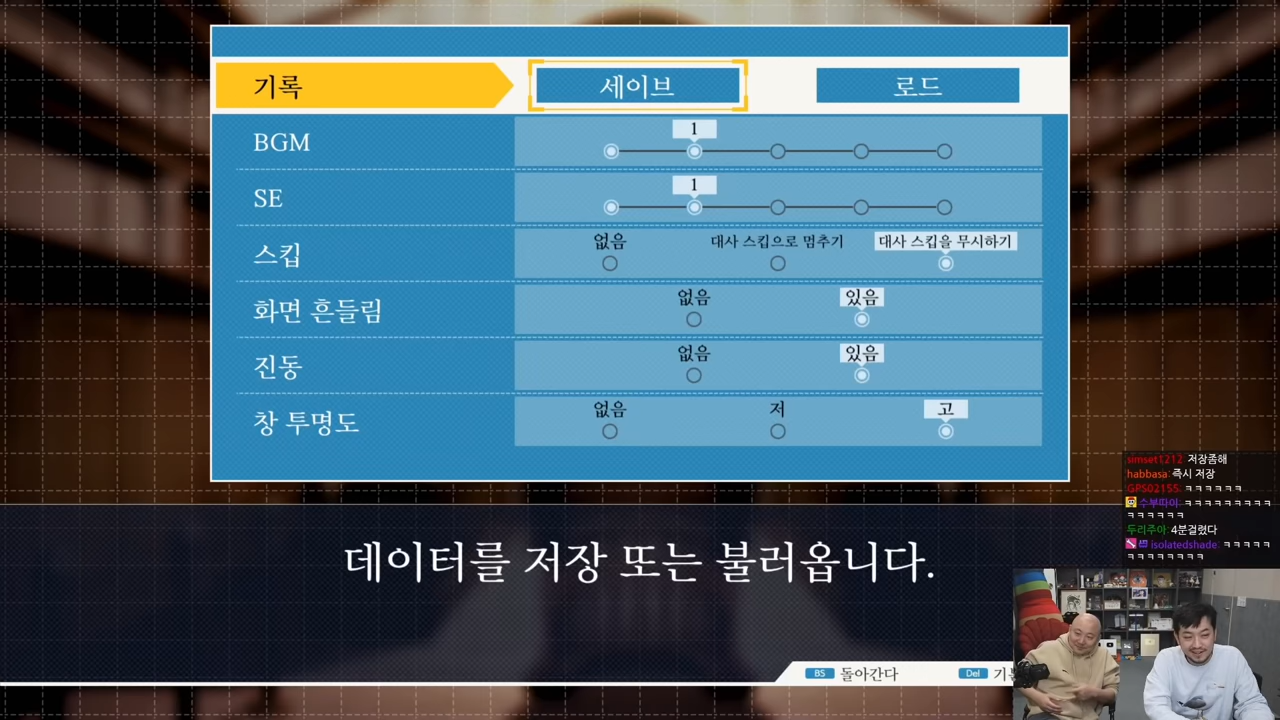 기록
세이브
로드
BGM
1
SE
1
스킵
없음
대사 스킵으로 멈추기
대사 스킵을 무시하기
화면 흔들림
없음
있음
진동
없음
있음
창 투명도
없음
저
고
데이터를 저장 또는 불러옵니다.
BS 돌아간다
Del
simset1212: 저장좀해
habbasa: 즉시 저장
GPS02155: ㅋㅋㅋㅋㅋㅋ
수부따이: ㅋㅋㅋㅋㅋㅋㅋㅋㅋ
ㅋㅋㅋㅋㅋㅋ
두리주아: 4분걸렸다
isolatedshade: ㅋㅋㅋㅋㅋ
ㅋㅋㅋㅋㅋㅋㅋㅋ